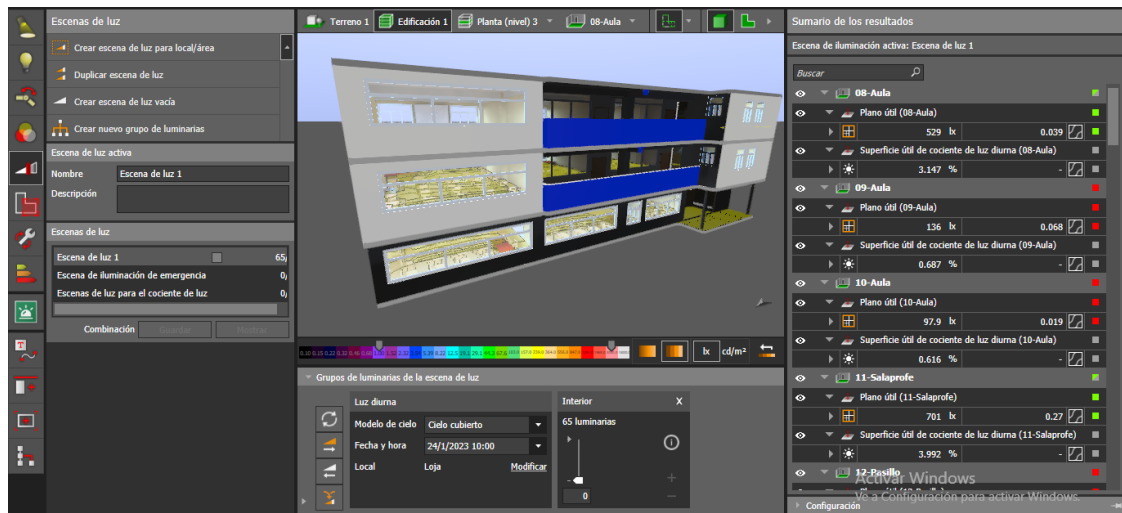 Escenas de luz
Crear escena de luz para local/área
Duplicar escena de luz
Crear escena de luz vacía
Crear nuevo grupo de luminarias
Escena de luz activa
Nombre Escena de luz 1
Descripción
Escenas de luz
Escena de luz 1 65/
Escena de iluminación de emergencia 0/
Escenas de luz para el cociente de luz 0/
Combinación Guardar Mostrar
Terreno 1 Edificación 1 Planta (nivel) 3 08-Aula
lx cd/m²
Grupos de luminarias de la escena de luz
Luz diurna
Modelo de cielo Cielo cubierto
Fecha y hora 24/1/2023 10:00
Local Loja Modificar
Interior X
65 luminarias
0
Sumario de los resultados
Escena de iluminación activa: Escena de luz 1
Buscar
08-Aula
Plano útil (08-Aula)
529 lx 0.039
Superficie útil de cociente de luz diurna (08-Aula)
3.147 % -
09-Aula
Plano útil (09-Aula)
136 lx 0.068
Superficie útil de cociente de luz diurna (09-Aula)
0.687 % -
10-Aula
Plano útil (10-Aula)
97.9 lx 0.019
Superficie útil de cociente de luz diurna (10-Aula)
0.616 % -
11-Salaprofe
Plano útil (11-Salaprofe)
701 lx 0.27
Superficie útil de cociente de luz diurna (11-Salaprofe)
3.992 % -
12-Pasillo
Activar Windows
Ve a Configuración para activar Windows.
Configuración